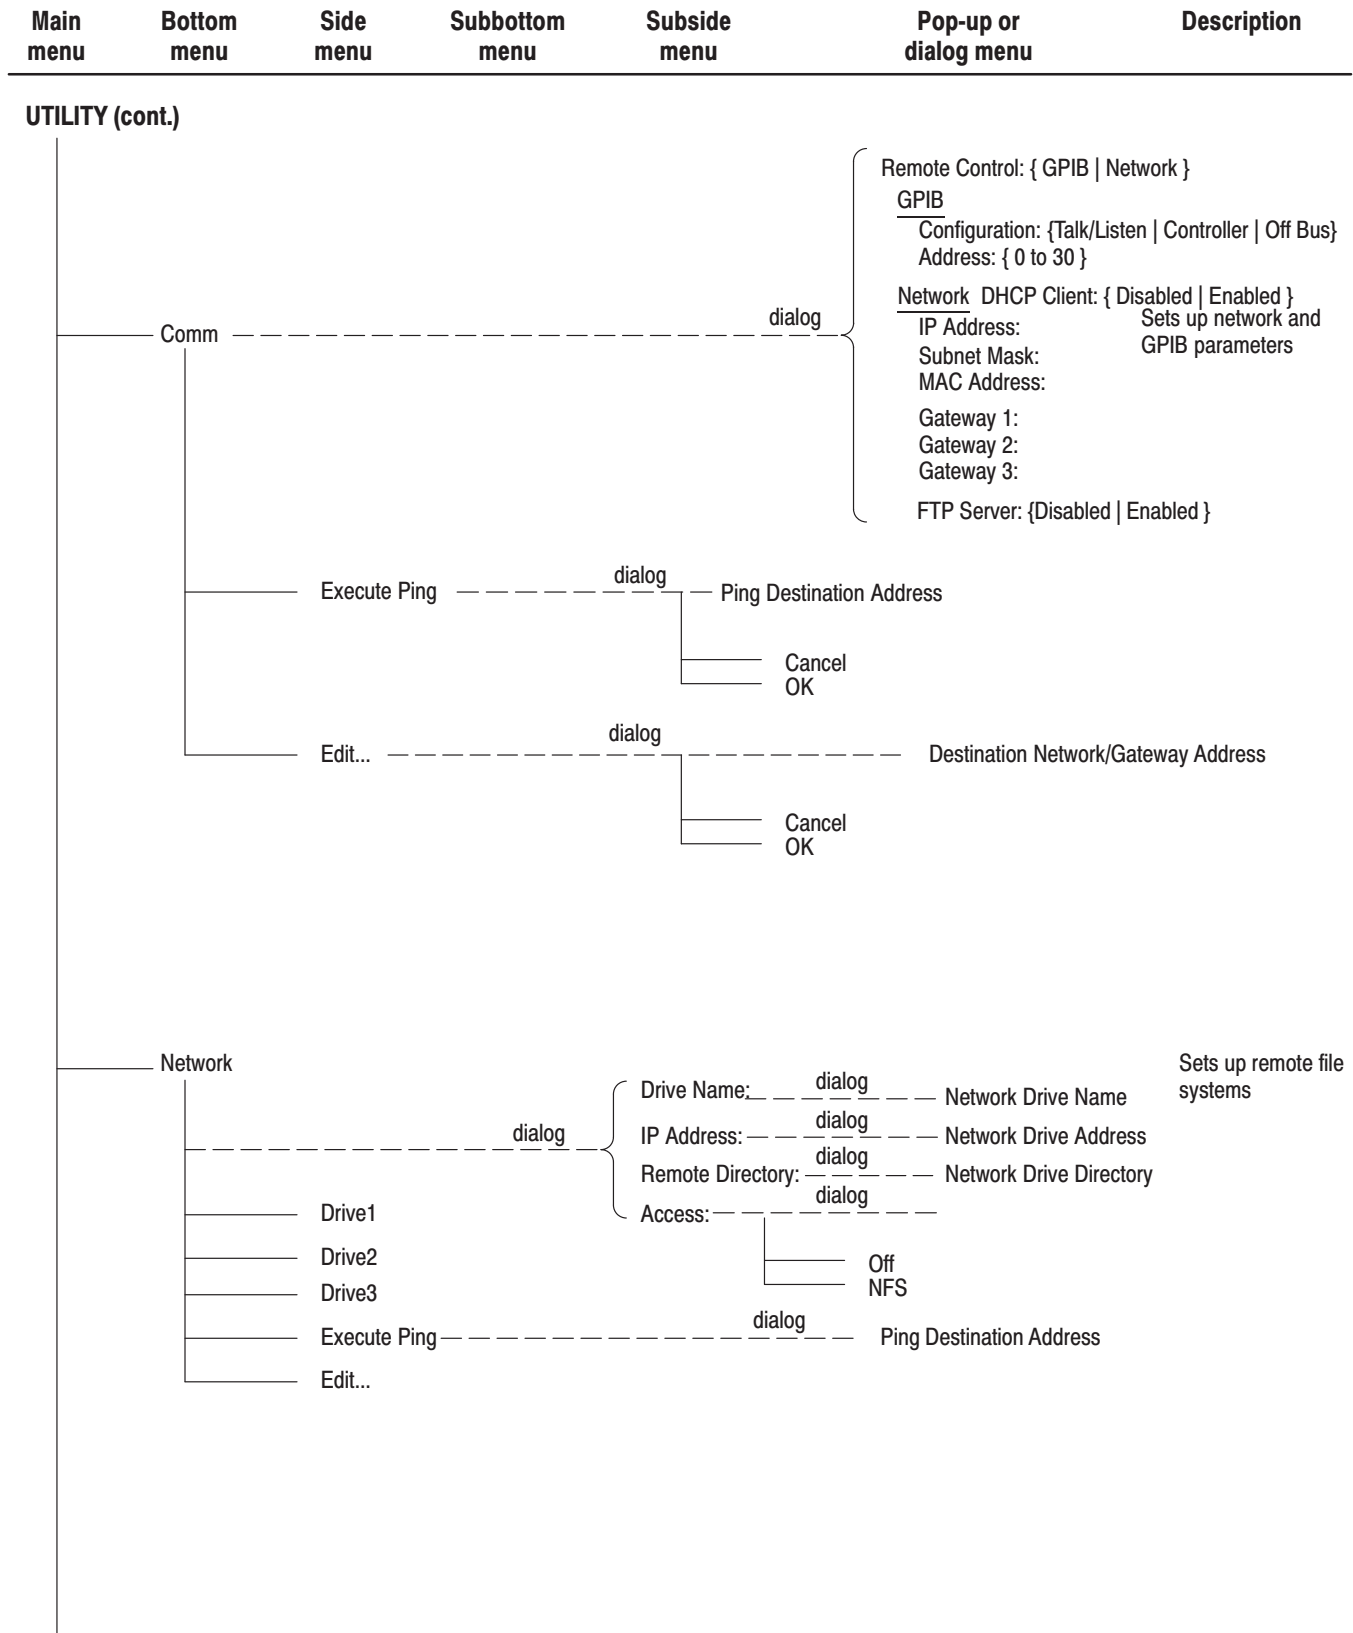 Main menu
Bottom menu
Side menu
Subbottom menu
Subside menu
Pop-up or dialog menu
Description
UTILITY (cont.)
Remote Control: { GPIB | Network }
GPIB
Configuration: {Talk/Listen | Controller | Off Bus}
Address: { 0 to 30 }
Network DHCP Client: { Disabled | Enabled }
Comm
dialog
IP Address:
Subnet Mask:
MAC Address:
Sets up network and
GPIB parameters
Gateway 1:
Gateway 2:
Gateway 3:
FTP Server: {Disabled | Enabled }
Execute Ping
dialog
Ping Destination Address
Cancel
OK
Edit...
dialog
Destination Network/Gateway Address
Cancel
OK
Network
Sets up remote file
systems
dialog
Drive Name:
dialog
Network Drive Name
IP Address:
dialog
Network Drive Address
Remote Directory:
dialog
Network Drive Directory
Access:
dialog
Off
NFS
Drive1
Drive2
Drive3
Execute Ping
dialog
Ping Destination Address
Edit...